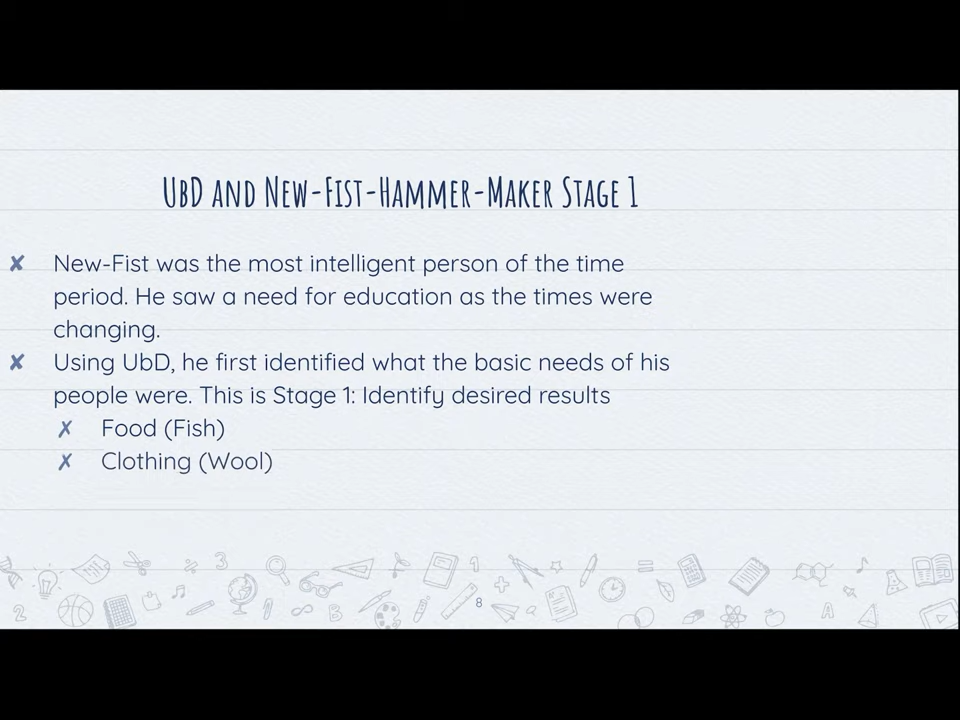 UbD and New-Fist-Hammer-Maker Stage 1
✘ New-Fist was the most intelligent person of the time
period. He saw a need for education as the times were
changing.
✘ Using UbD, he first identified what the basic needs of his
people were. This is Stage 1: Identify desired results
✗ Food (Fish)
✗ Clothing (Wool)
8